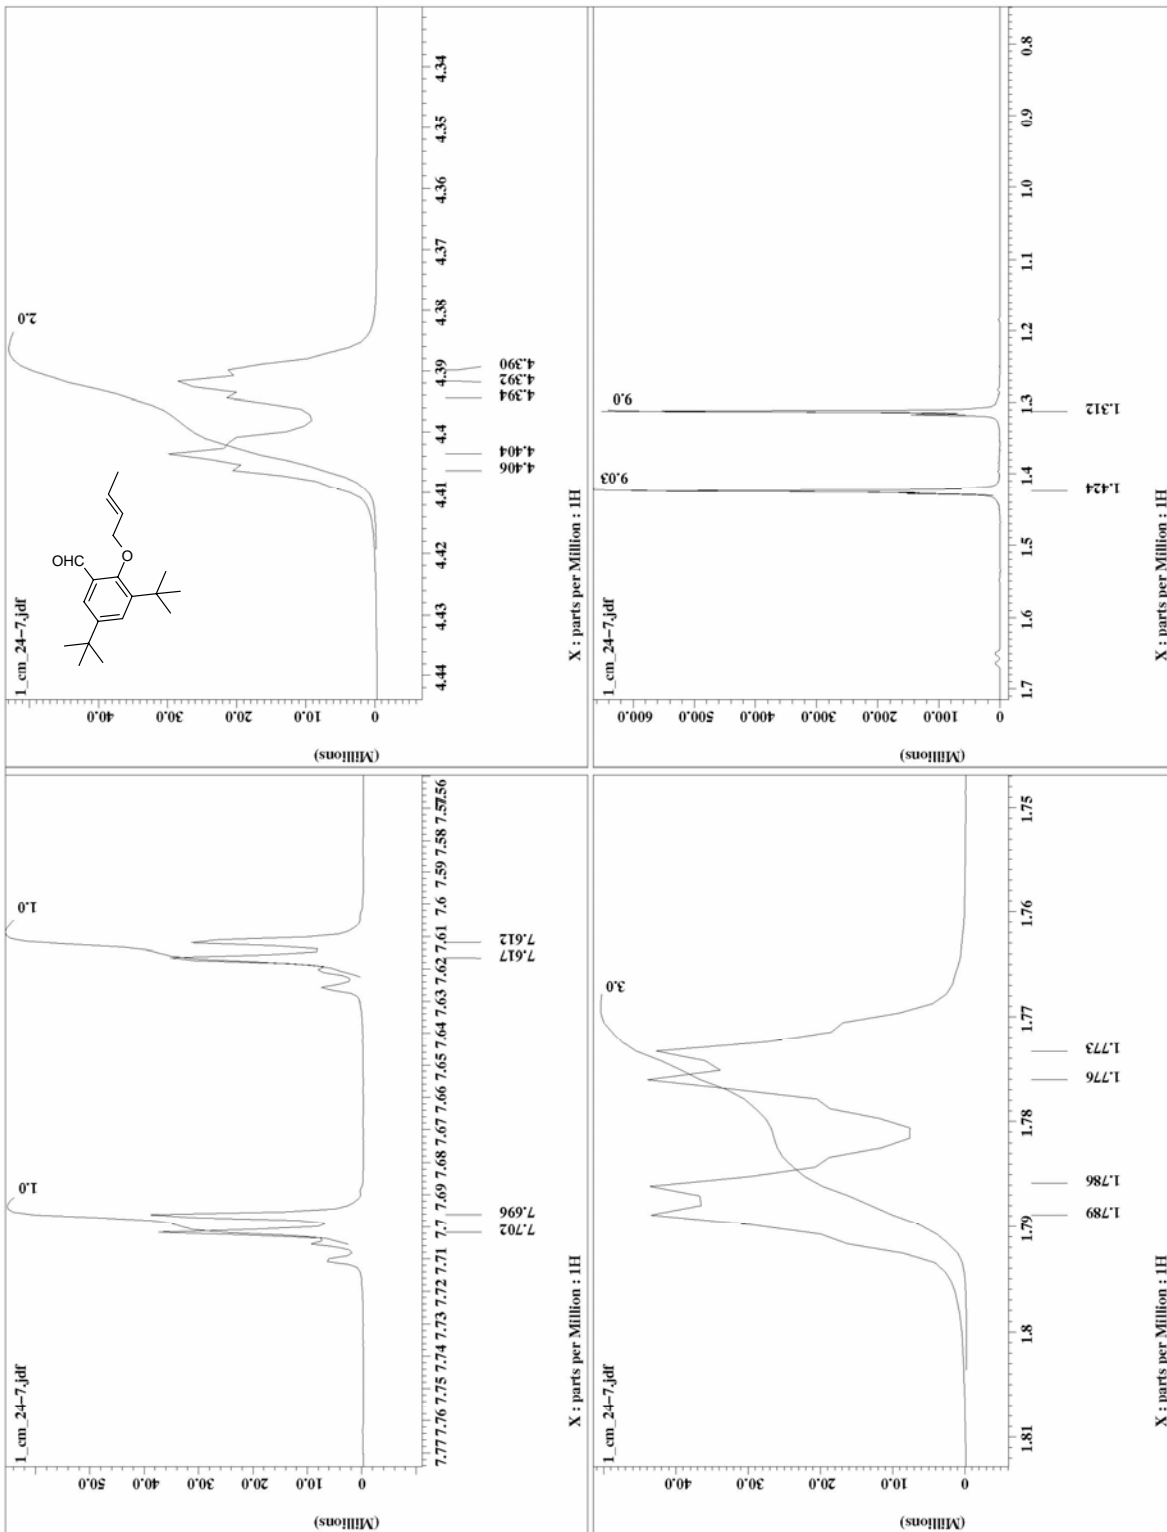 1_cm_24-7.jdf
(Millions)
50.0
40.0
30.0
20.0
10.0
0
1.0
1.0
7.77 7.76 7.75 7.74 7.73 7.72 7.71 7.7 7.69 7.68 7.67 7.66 7.65 7.64 7.63 7.62 7.61 7.6 7.59 7.58 7.57 7.56
7.702
7.696
7.617
7.612
X : parts per Million : 1H
1_cm_24-7.jdf
(Millions)
40.0
30.0
20.0
10.0
0
OHC
O
2.0
4.44 4.43 4.42 4.41 4.4 4.39 4.38 4.37 4.36 4.35 4.34
4.406
4.404
4.394
4.392
4.390
X : parts per Million : 1H
1_cm_24-7.jdf
(Millions)
40.0
30.0
20.0
10.0
0
3.0
1.81 1.8 1.79 1.78 1.77 1.76 1.75
1.789
1.786
1.776
1.773
X : parts per Million : 1H
1_cm_24-7.jdf
(Millions)
600.0
500.0
400.0
300.0
200.0
100.0
0
9.03
9.0
1.7 1.6 1.5 1.4 1.3 1.2 1.1 1.0 0.9 0.8
1.424
1.312
X : parts per Million : 1H